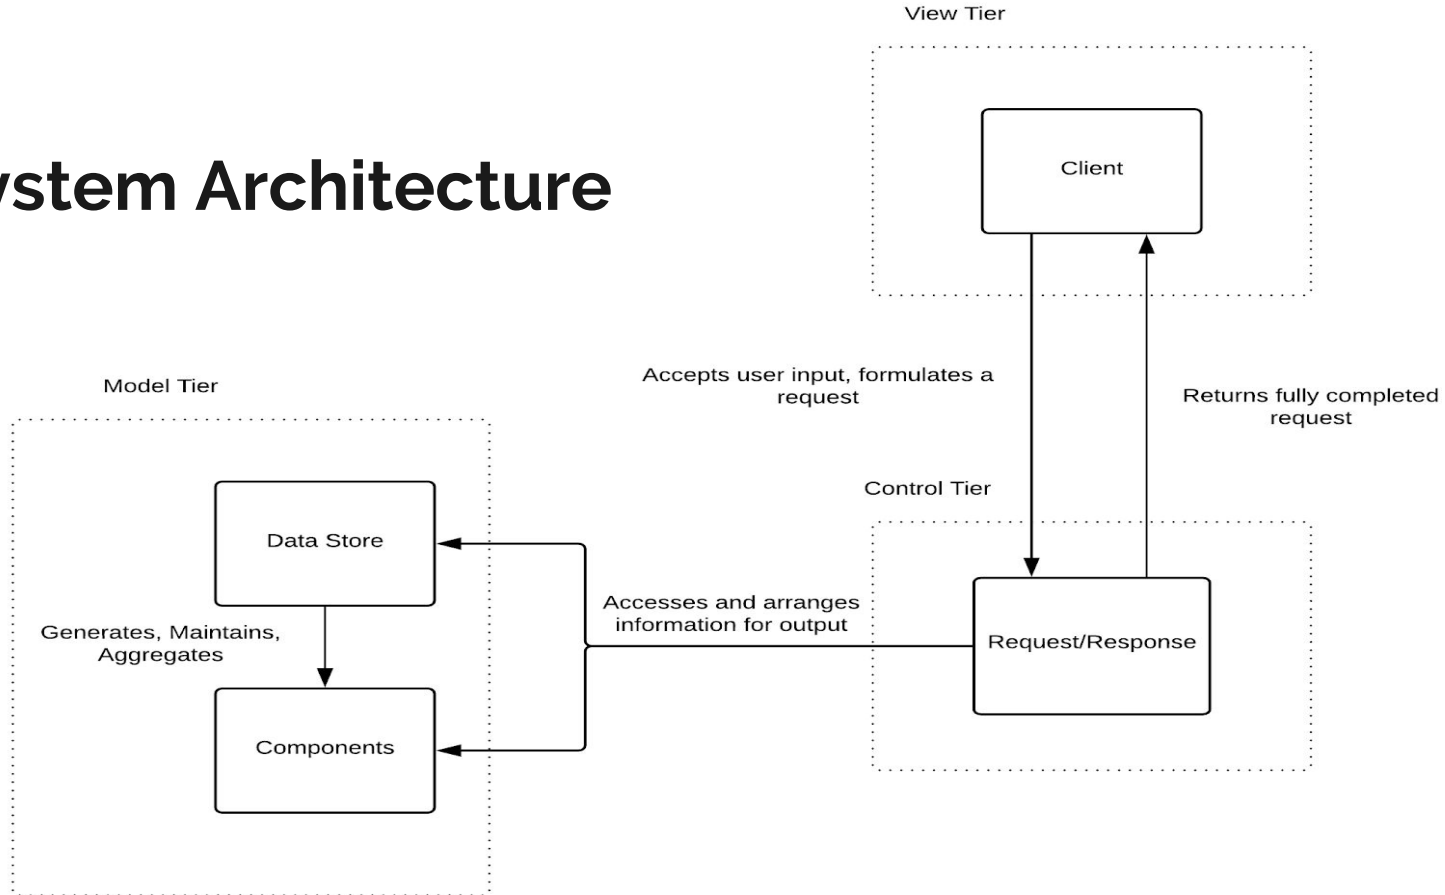 View Tier
Client
ystem Architecture
Accepts user input, formulates a
request
Returns fully completed
request
Model Tier
Control Tier
Data Store
Accesses and arranges
information for output
Generates, Maintains,
Aggregates
Request/Response
Components